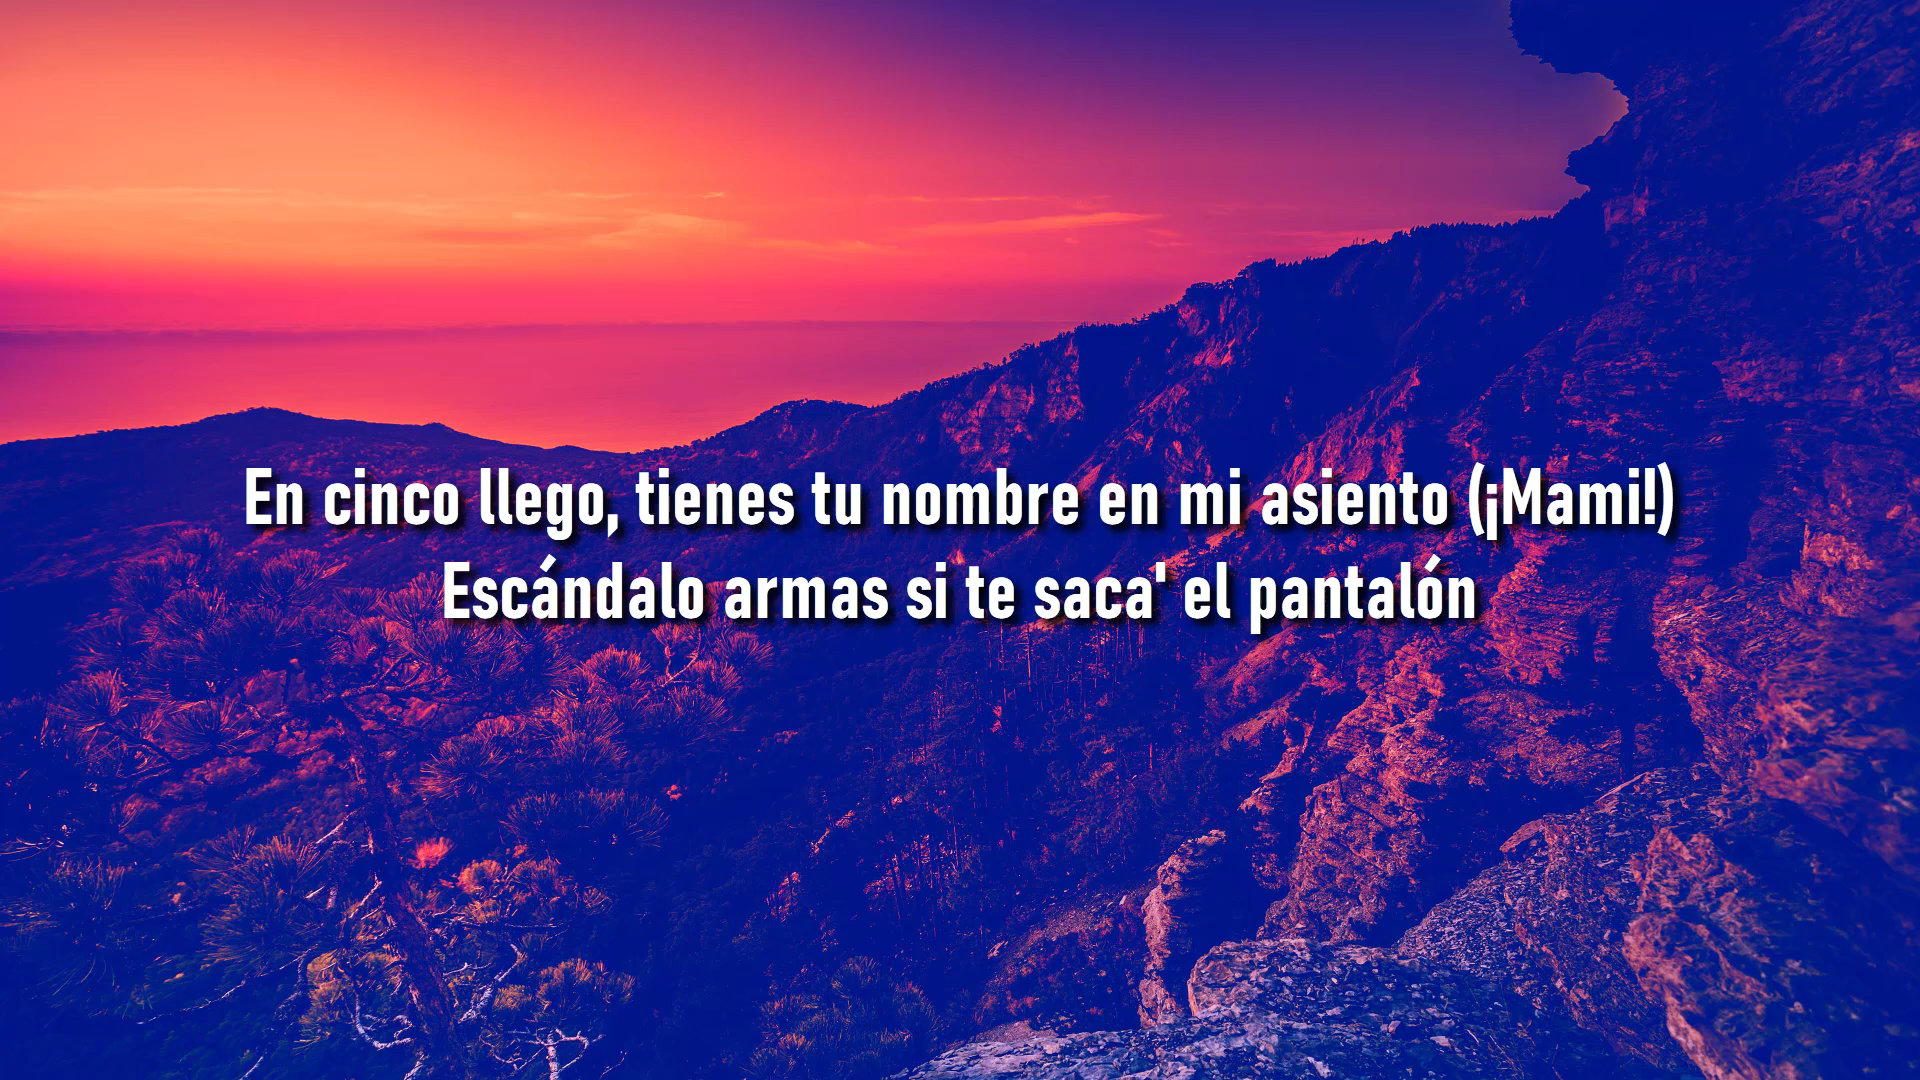 En cinco llego, tienes tu nombre en mi asiento (¡Mami!)
Escándalo armas si te saca' el pantalón